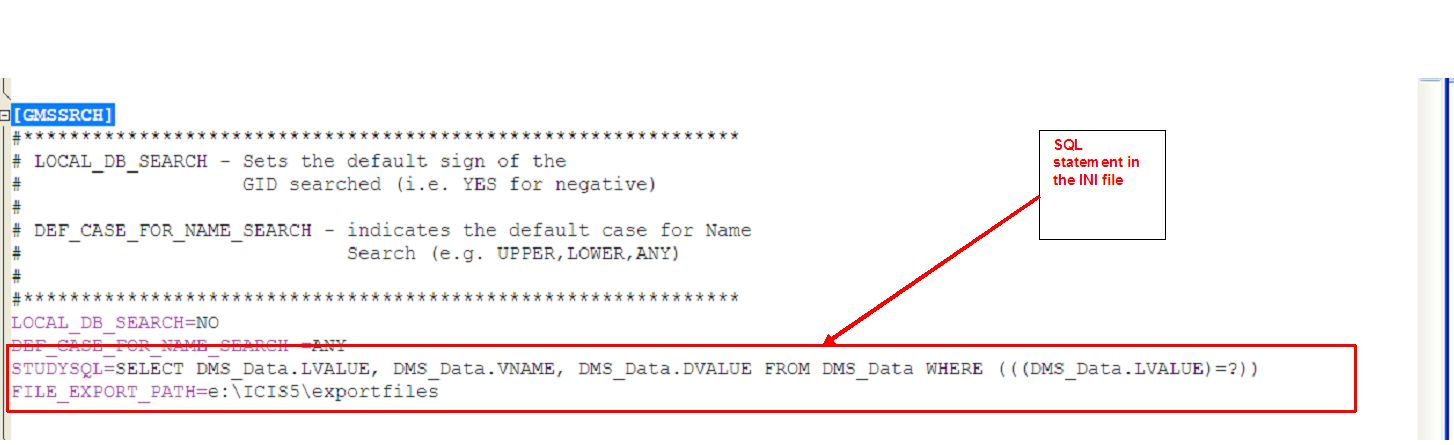 [GMSSRCH]
#*************************************************************
# LOCAL_DB_SEARCH - Sets the default sign of the
#                   GID searched (i.e. YES for negative)
#
# DEF_CASE_FOR_NAME_SEARCH - indicates the default case for Name
#                            Search (e.g. UPPER,LOWER,ANY)
#
#*************************************************************
LOCAL_DB_SEARCH=NO
DEF_CASE_FOR_NAME_SEARCH =ANY
STUDYSQL=SELECT DMS_Data.LVALUE, DMS_Data.VNAME, DMS_Data.DVALUE FROM DMS_Data WHERE (((DMS_Data.LVALUE)=?))
FILE_EXPORT_PATH=e:\ICIS5\exportfiles
SQL
statement in
the INI file